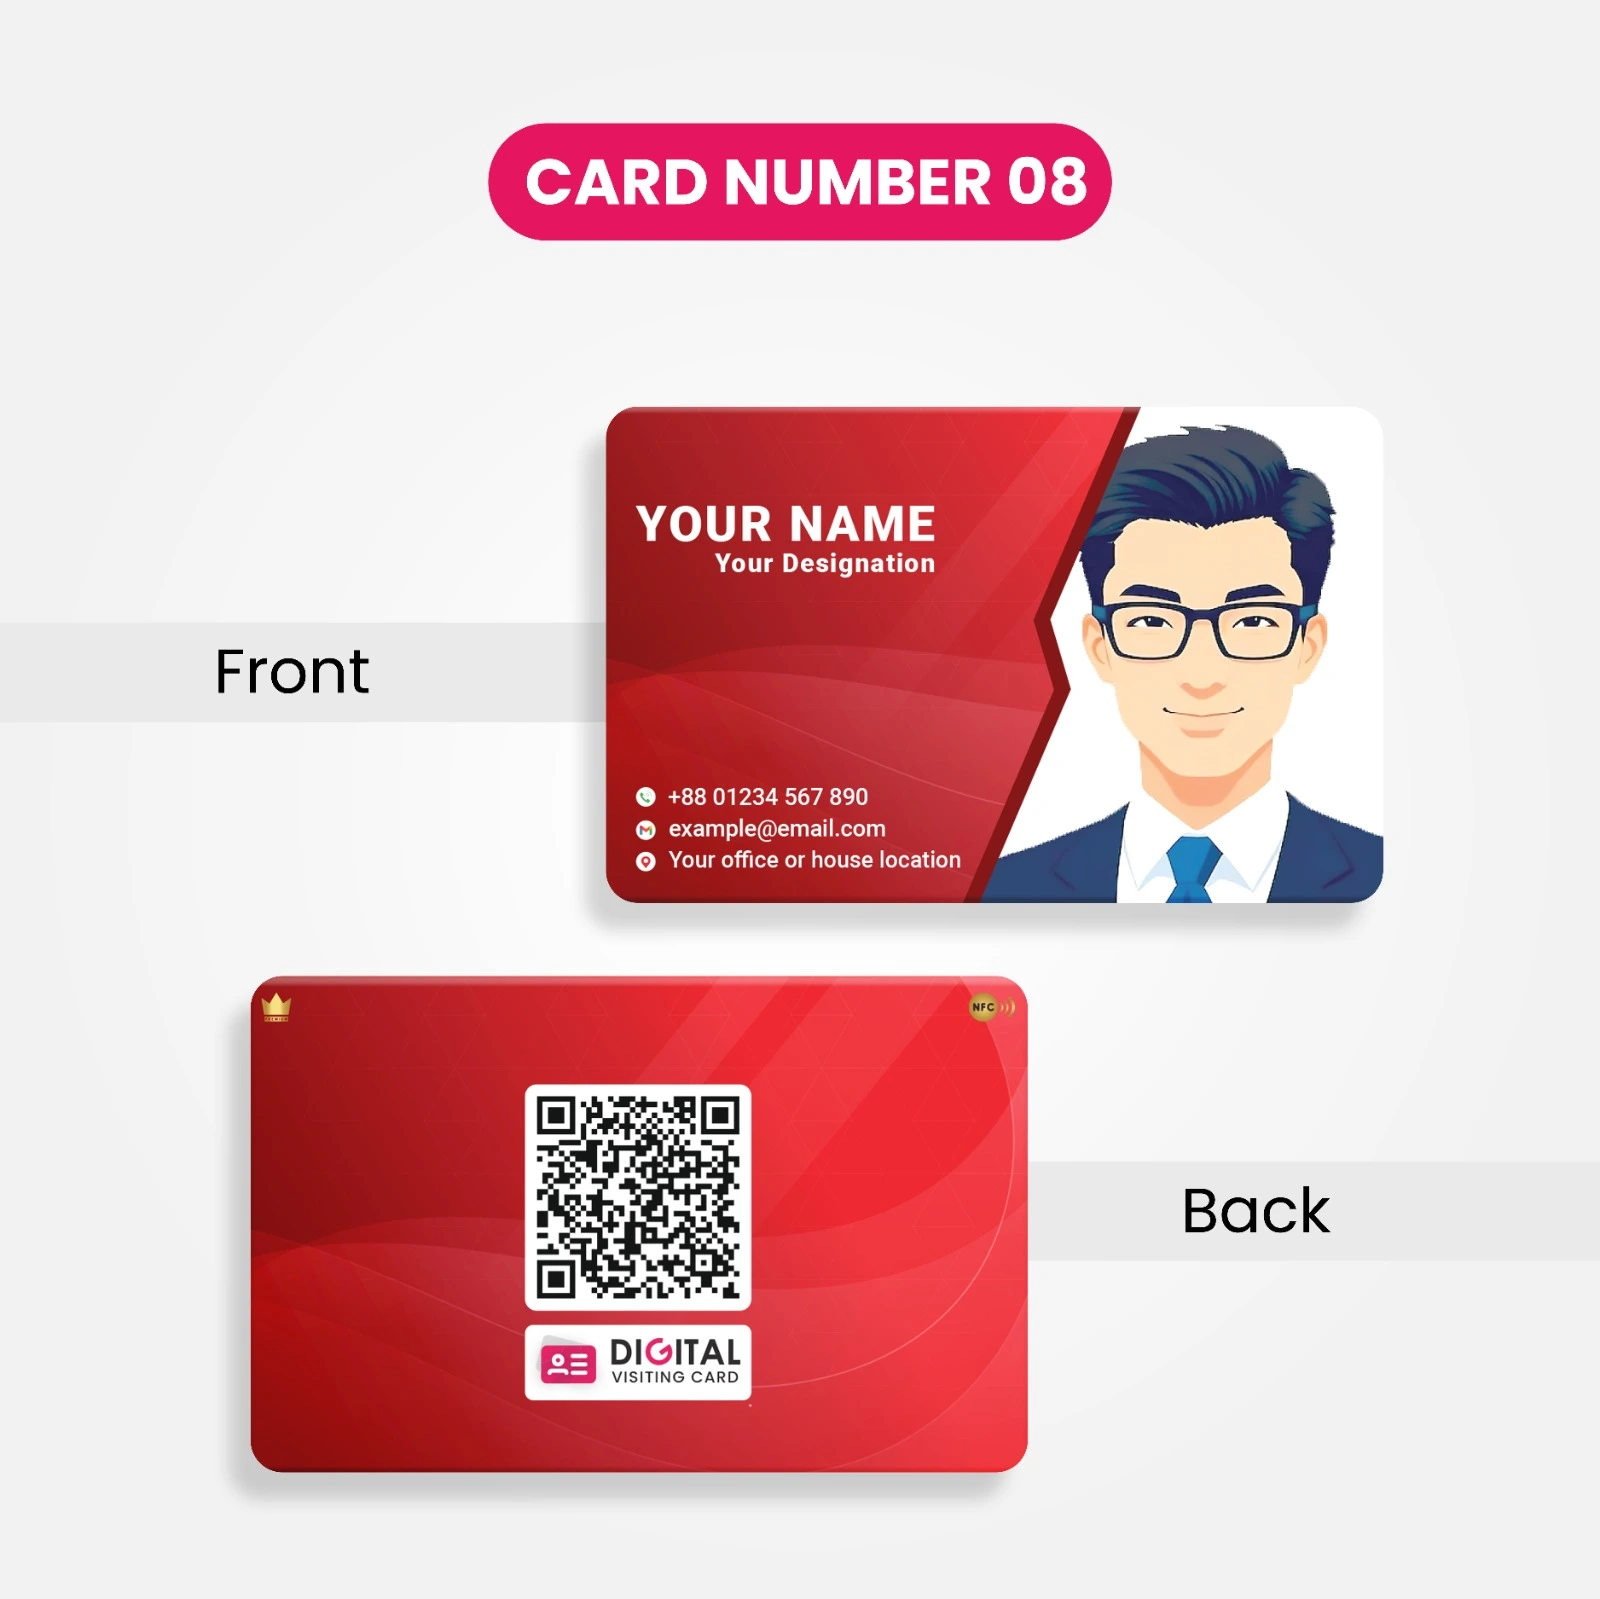 CARD NUMBER 08
YOUR NAME
Your Designation
Front
+88 01234 567 890
example@email.com
Your office or house location
PREMIUM
NFC
Back
DIGITAL
VISITING CARD